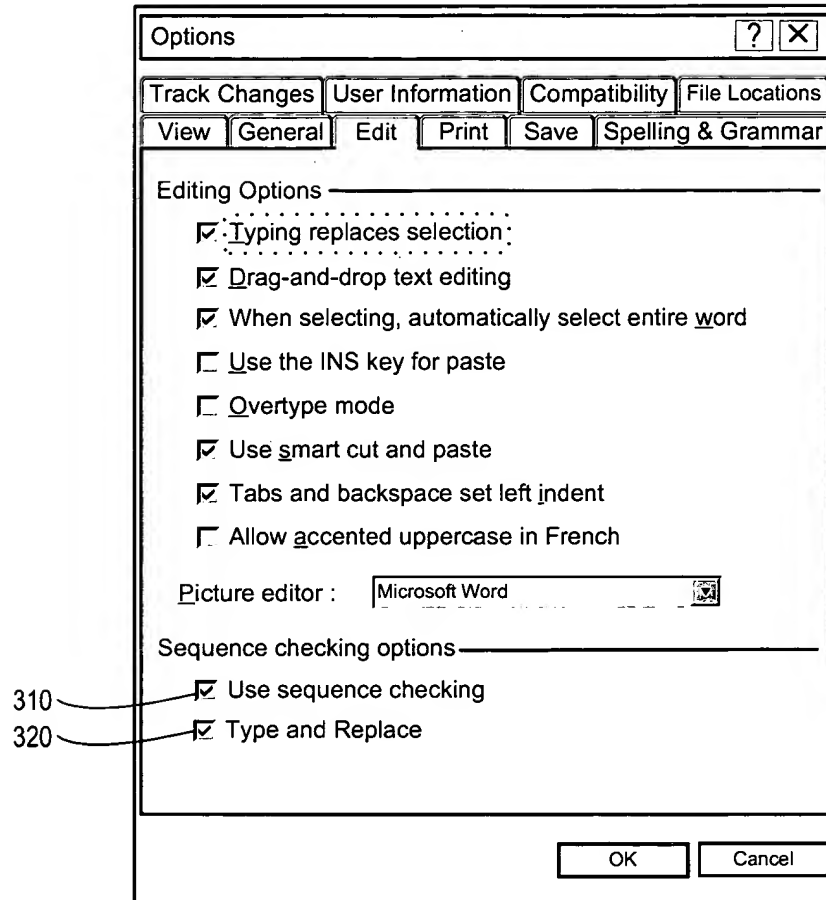 Options ? X
Track Changes User Information Compatibility File Locations
View General Edit Print Save Spelling & Grammar
Editing Options
Typing replaces selection
Drag-and-drop text editing
When selecting, automatically select entire word
Use the INS key for paste
Overtype mode
Use smart cut and paste
Tabs and backspace set left indent
Allow accented uppercase in French
Picture editor : Microsoft Word
Sequence checking options
310 Use sequence checking
320 Type and Replace
OK Cancel